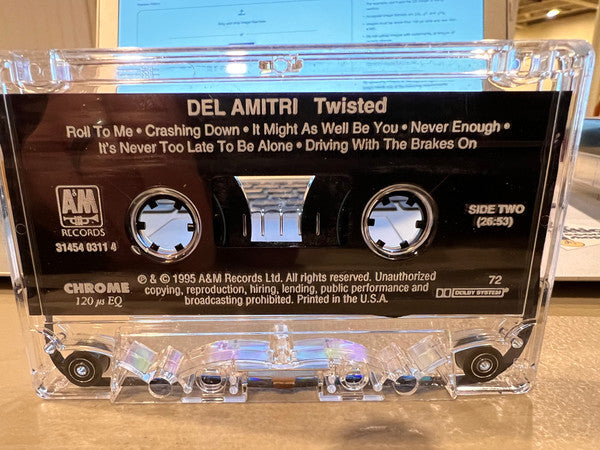 DEL AMITRI Twisted
Roll To Me • Crashing Down • It Might As Well Be You • Never Enough •
It's Never Too Late To Be Alone • Driving With The Brakes On
A&M
RECORDS
31454 0311 4
SIDE TWO
(26:53)
CHROME
120 µs EQ
℗ & © 1995 A&M Records Ltd. All rights reserved. Unauthorized
copying, reproduction, hiring, lending, public performance and
broadcasting prohibited. Printed in the U.S.A.
72
DOLBY SYSTEM